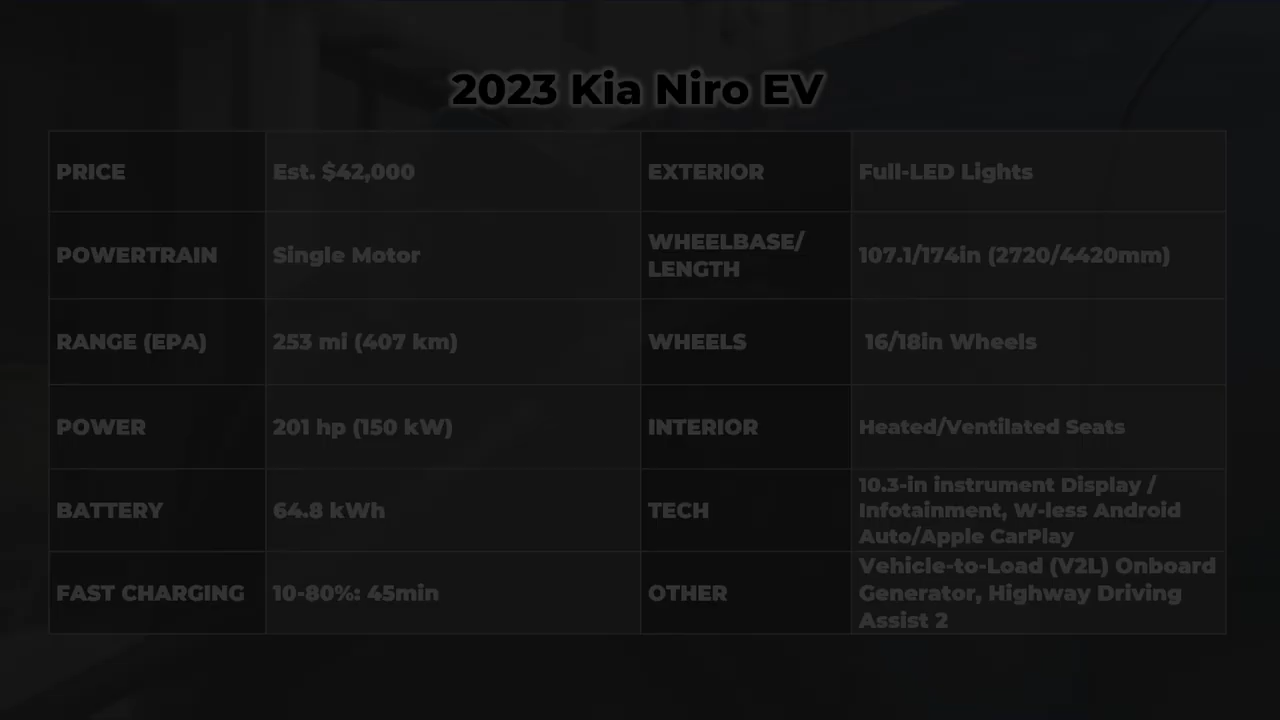 2023 Kia Niro EV
PRICE
Est. $42,000
EXTERIOR
Full-LED Lights
POWERTRAIN
Single Motor
WHEELBASE/
LENGTH
107.1/174in (2720/4420mm)
RANGE (EPA)
253 mi (407 km)
WHEELS
16/18in Wheels
POWER
201 hp (150 kW)
INTERIOR
Heated/Ventilated Seats
BATTERY
64.8 kWh
TECH
10.3-in instrument Display /
Infotainment, W-less Android
Auto/Apple CarPlay
FAST CHARGING
10-80%: 45min
OTHER
Vehicle-to-Load (V2L) Onboard
Generator, Highway Driving
Assist 2